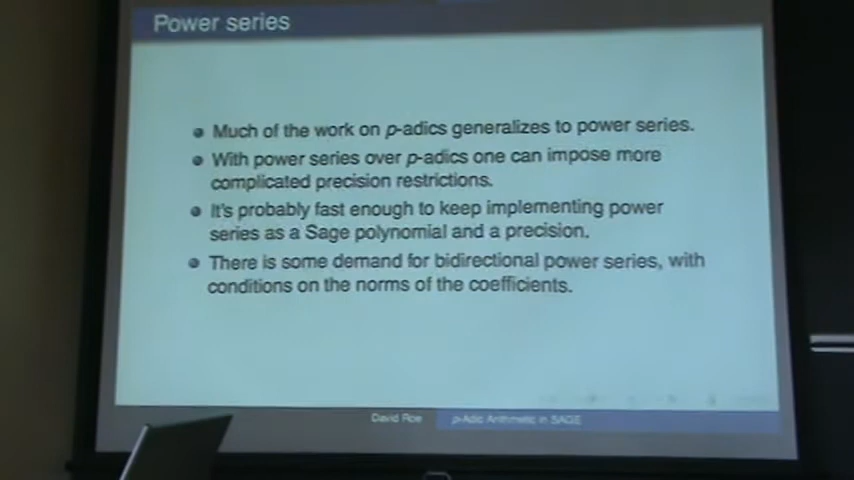 Power series
Much of the work on p-adics generalizes to power series.
With power series over p-adics one can impose more
complicated precision restrictions.
It's probably fast enough to keep implementing power
series as a Sage polynomial and a precision.
There is some demand for bidirectional power series, with
conditions on the norms of the coefficients.
David Roe
p-Adic Arithmetic in SAGE